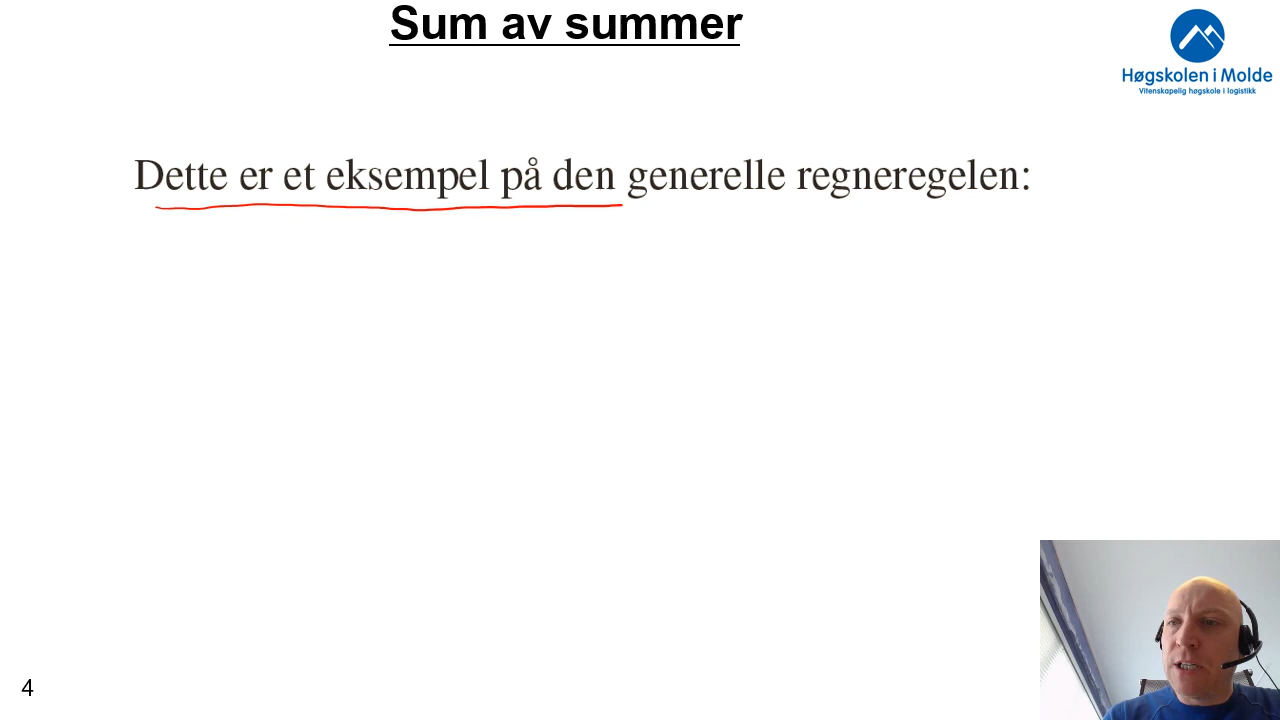 Sum av summer
Høgskolen i Molde
Vitenskapelig høgskole i logistikk
Dette er et eksempel på den generelle regneregelen:
4